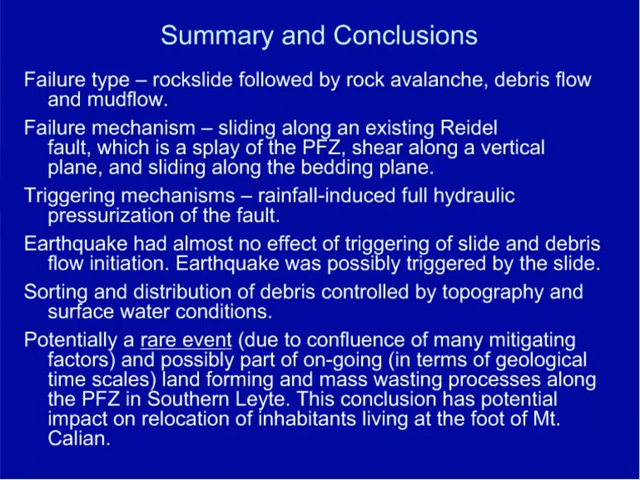 Summary and Conclusions
Failure type – rockslide followed by rock avalanche, debris flow
and mudflow.
Failure mechanism – sliding along an existing Reidel
fault, which is a splay of the PFZ, shear along a vertical
plane, and sliding along the bedding plane.
Triggering mechanisms – rainfall-induced full hydraulic
pressurization of the fault.
Earthquake had almost no effect of triggering of slide and debris
flow initiation. Earthquake was possibly triggered by the slide.
Sorting and distribution of debris controlled by topography and
surface water conditions.
Potentially a rare event (due to confluence of many mitigating
factors) and possibly part of on-going (in terms of geological
time scales) land forming and mass wasting processes along
the PFZ in Southern Leyte. This conclusion has potential
impact on relocation of inhabitants living at the foot of Mt.
Calian.